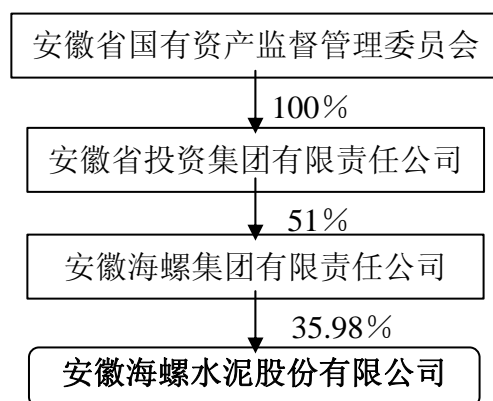 安徽省国有资产监督管理委员会
100％
安徽省投资集团有限责任公司
51％
安徽海螺集团有限责任公司
35.98％
安徽海螺水泥股份有限公司